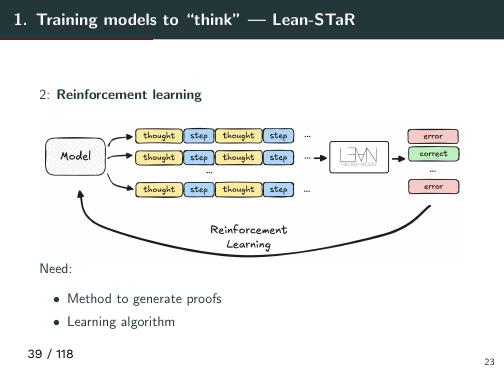 1. Training models to “think” — Lean-STaR
2: Reinforcement learning
Model
thought step thought step ...
thought step thought step ...
...
thought step thought step ...
LEAN
error
correct
...
error
Reinforcement
Learning
Need:
• Method to generate proofs
• Learning algorithm
39 / 118
23